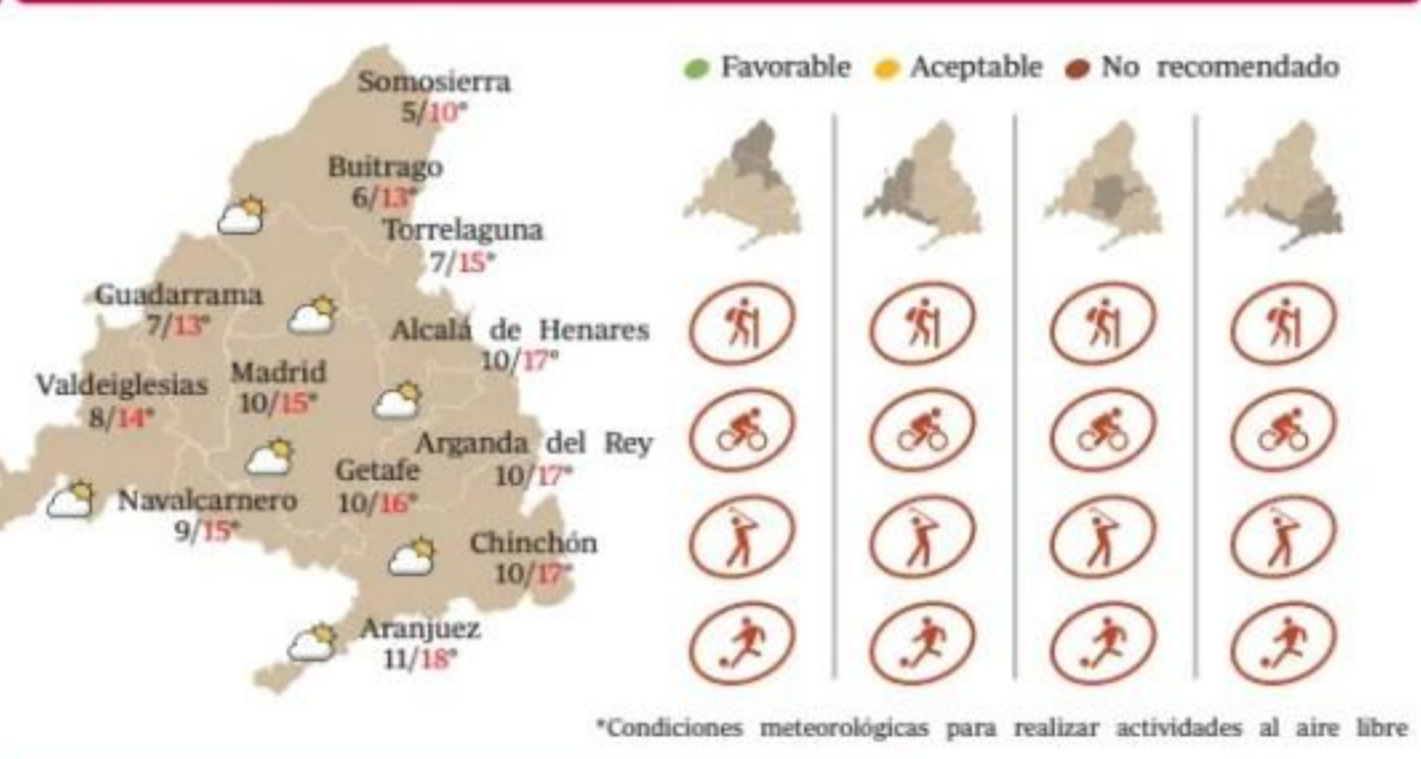 Favorable Aceptable No recomendado
Somosierra
5/10°
Buitrago
6/13°
Torrelaguna
7/15°
Guadarrama
7/13°
Alcalá de Henares
10/17°
Valdeiglesias
8/14°
Madrid
10/15°
Arganda del Rey
10/17°
Getafe
10/16°
Navalcarnero
9/15°
Chinchón
10/17°
Aranjuez
11/18°
*Condiciones meteorológicas para realizar actividades al aire libre